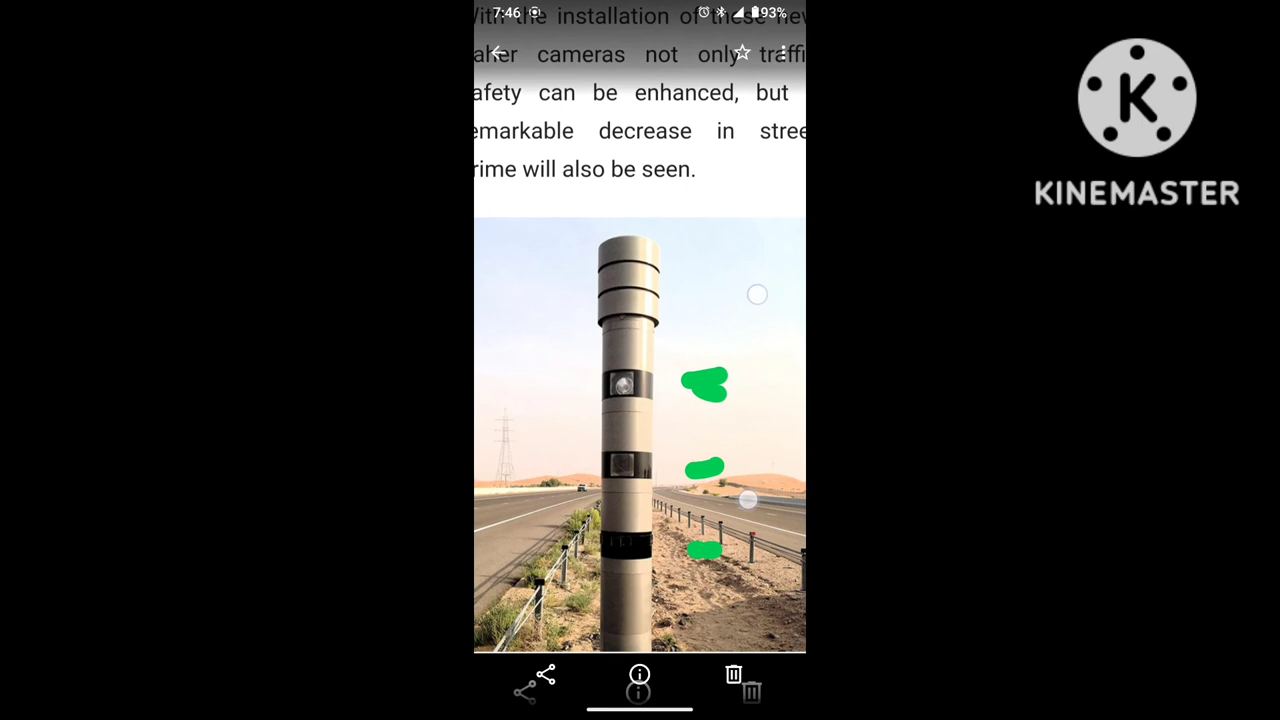 7:46 93%
With the installation of these new
aher cameras not only traffi
afety can be enhanced, but
emarkable decrease in stree
rime will also be seen.
K
KINEMASTER